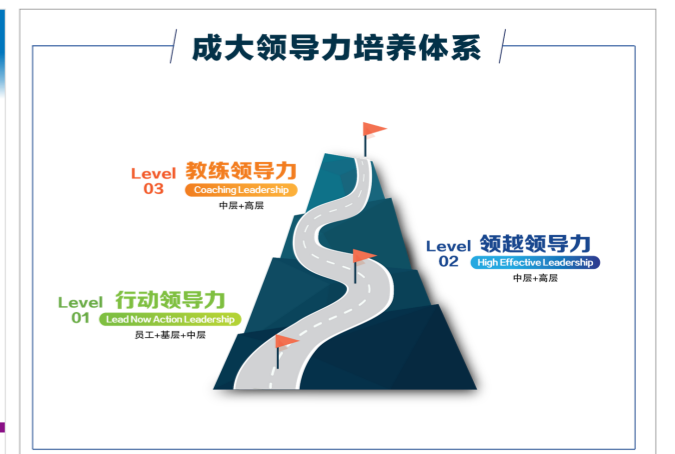 成大领导力培养体系
Level 教练领导力
03 Coaching Leadership
中层+高层
Level 领越领导力
02 High Effective Leadership
中层+高层
Level 行动领导力
01 Lead Now Action Leadership
员工+基层+中层